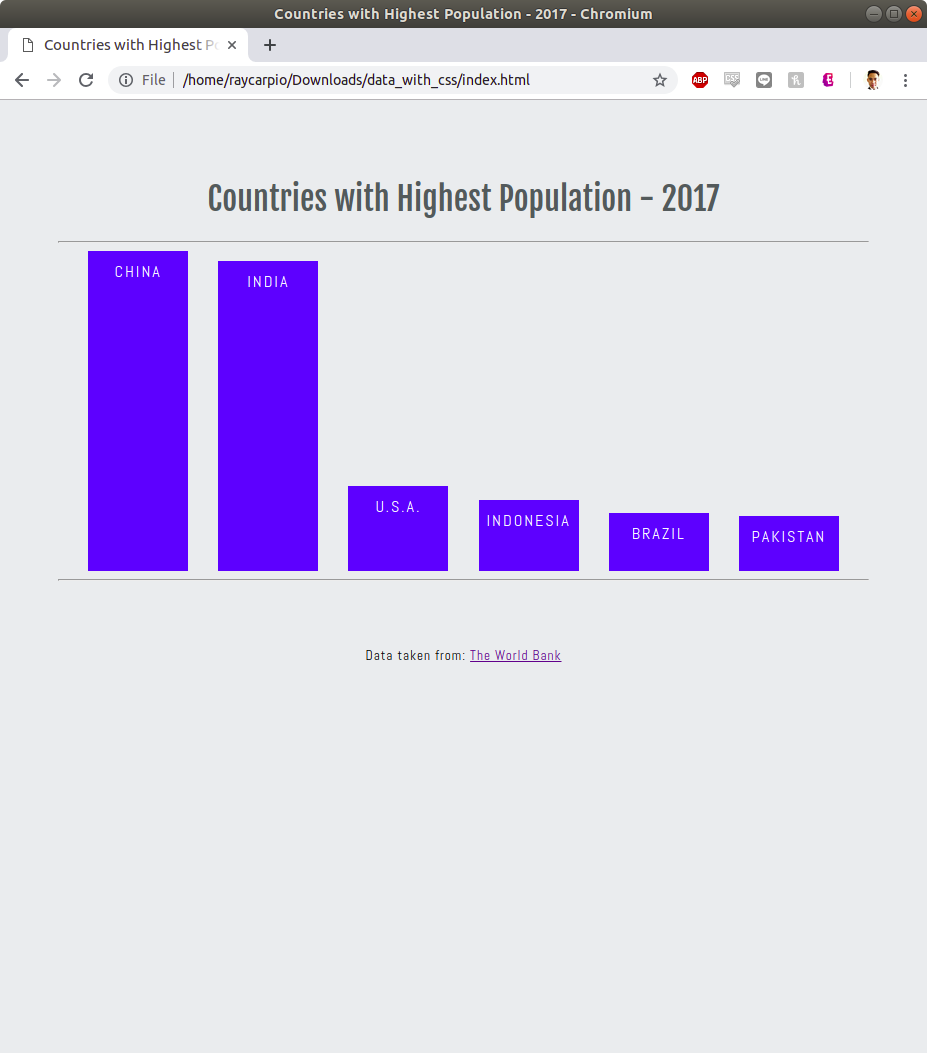 Countries with Highest Population - 2017 - Chromium
Countries with Highest Po
File
/home/raycarpio/Downloads/data_with_css/index.html
ABP
Countries with Highest Population - 2017
CHINA
INDIA
U.S.A.
INDONESIA
BRAZIL
PAKISTAN
Data taken from: The World Bank